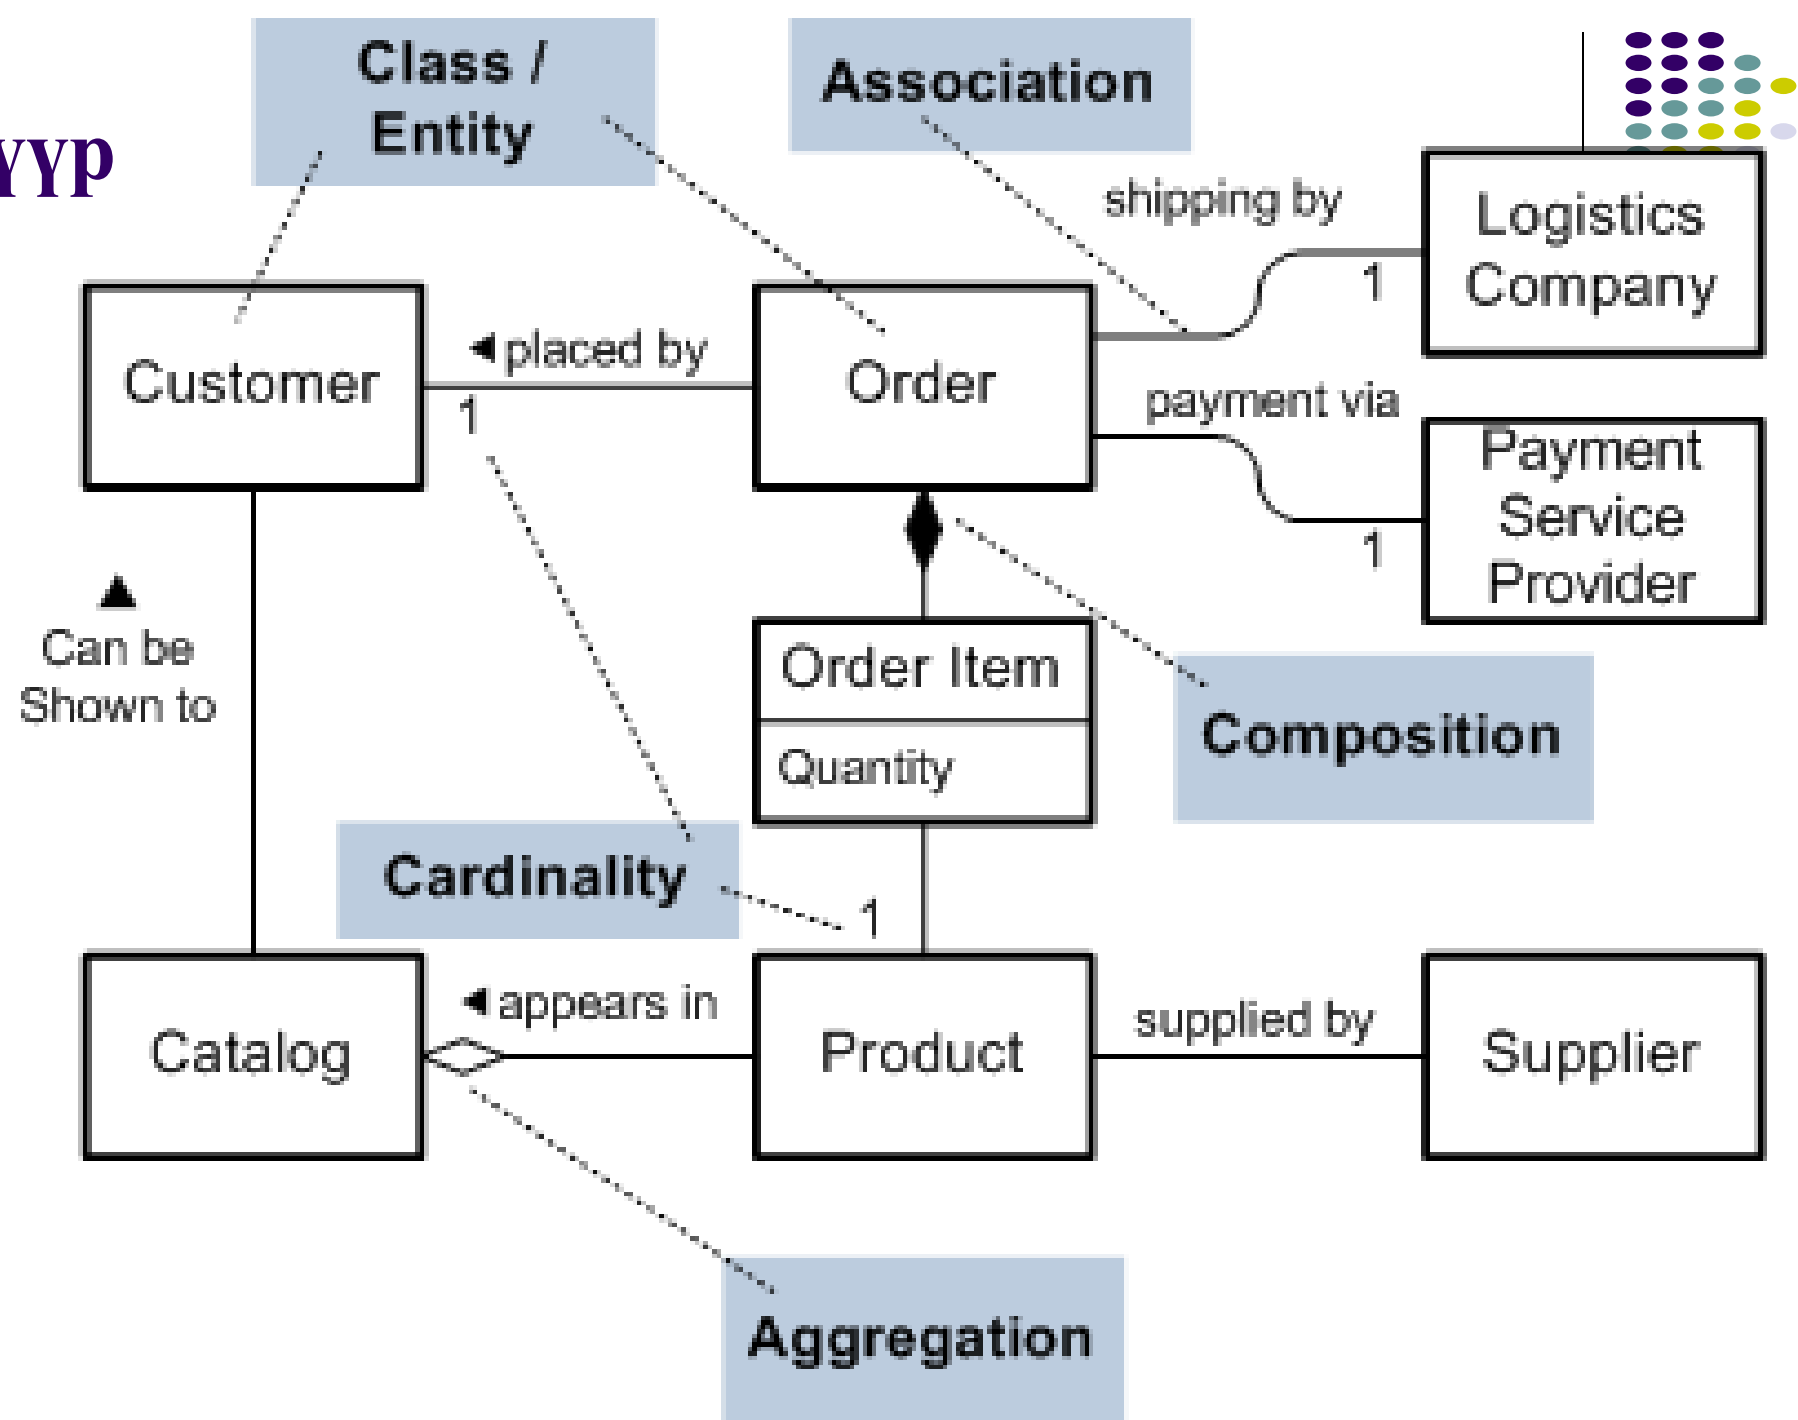 Class /
Entity
Association
γγρ
shipping by
Logistics
Company
1
Customer
◄placed by
1
Order
payment via
Payment
Service
Provider
1
▲
Can be
Shown to
Order Item
Quantity
Composition
Cardinality
1
Catalog
◄appears in
Product
supplied by
Supplier
Aggregation